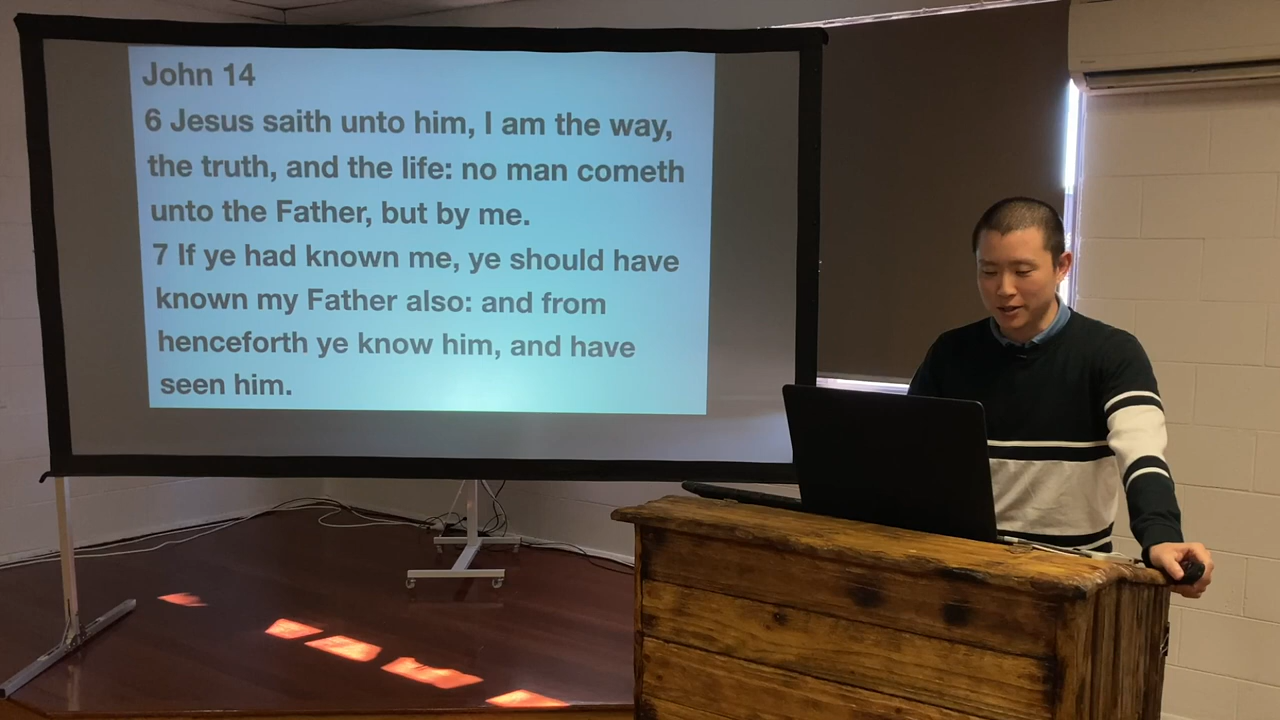 John 14
6 Jesus saith unto him, I am the way,
the truth, and the life: no man cometh
unto the Father, but by me.
7 If ye had known me, ye should have
known my Father also: and from
henceforth ye know him, and have
seen him.